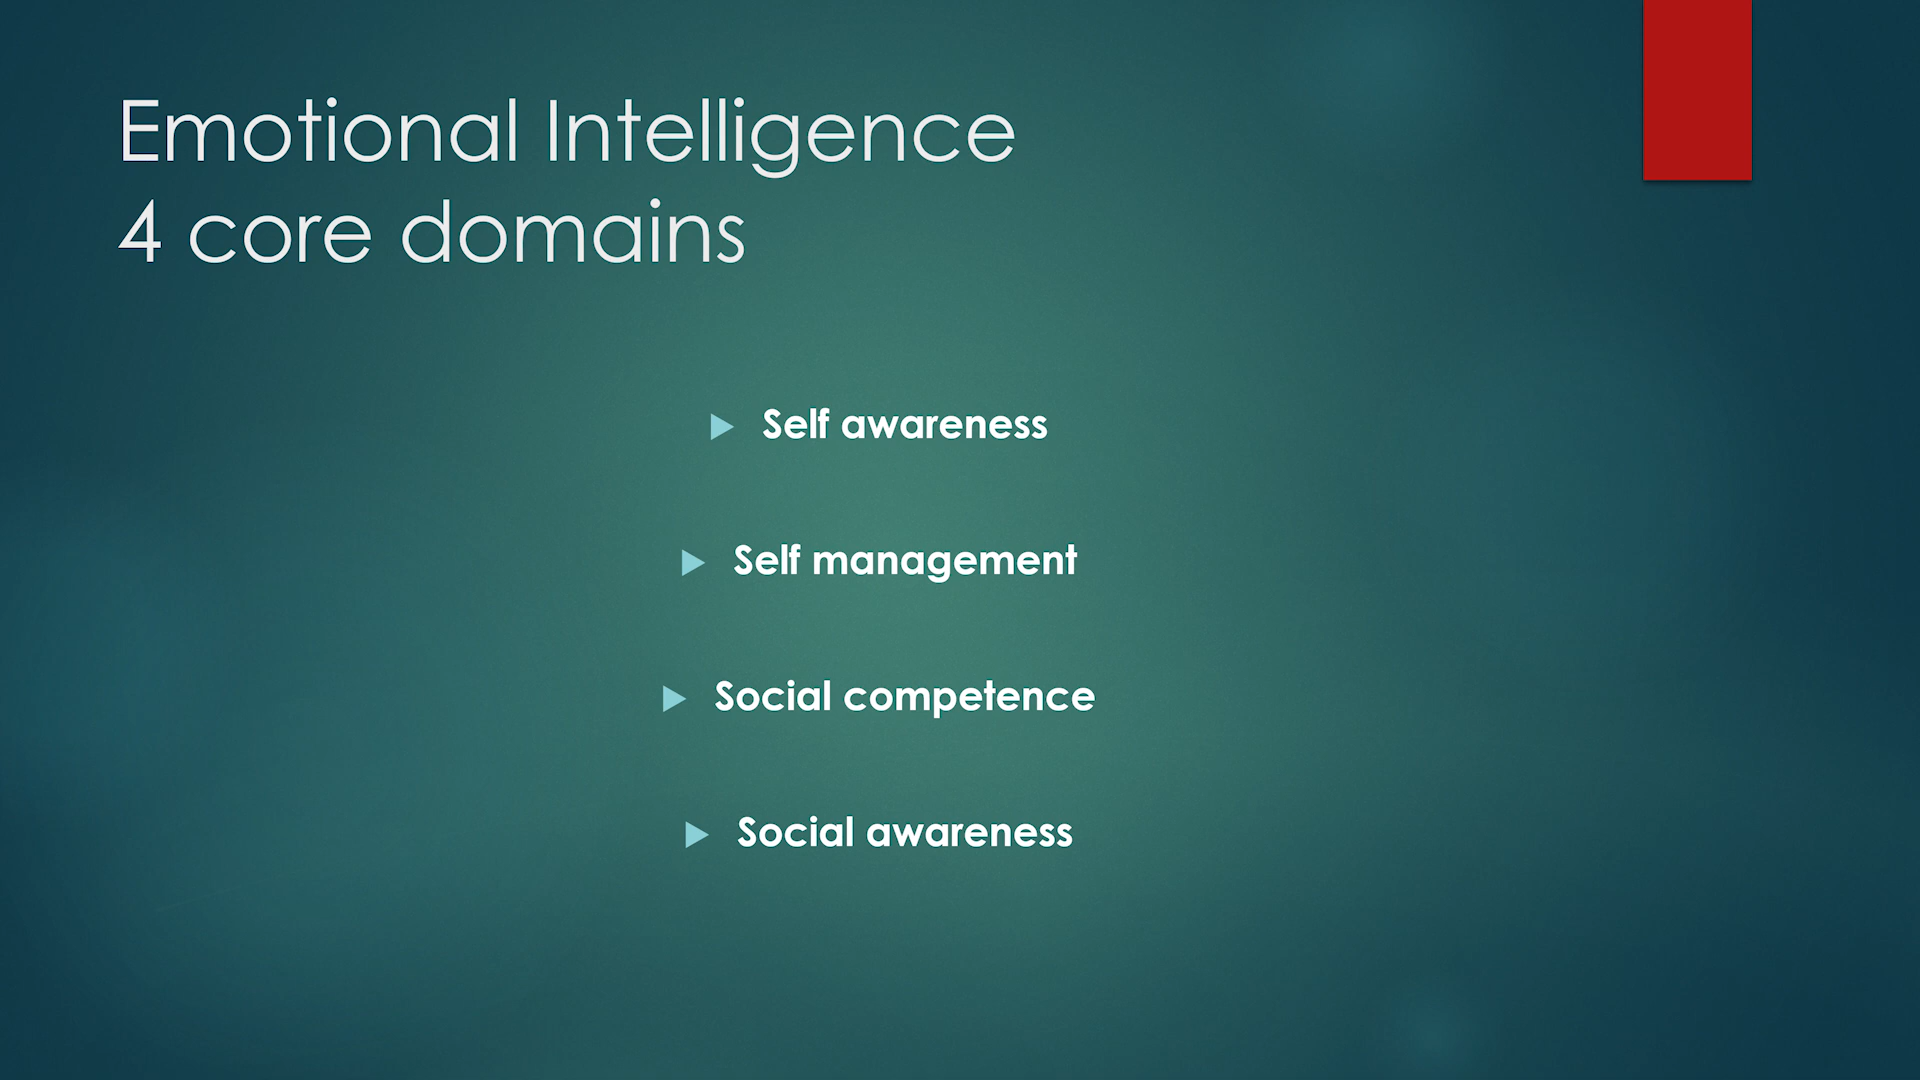 Emotional Intelligence
4 core domains
Self awareness
Self management
Social competence
Social awareness